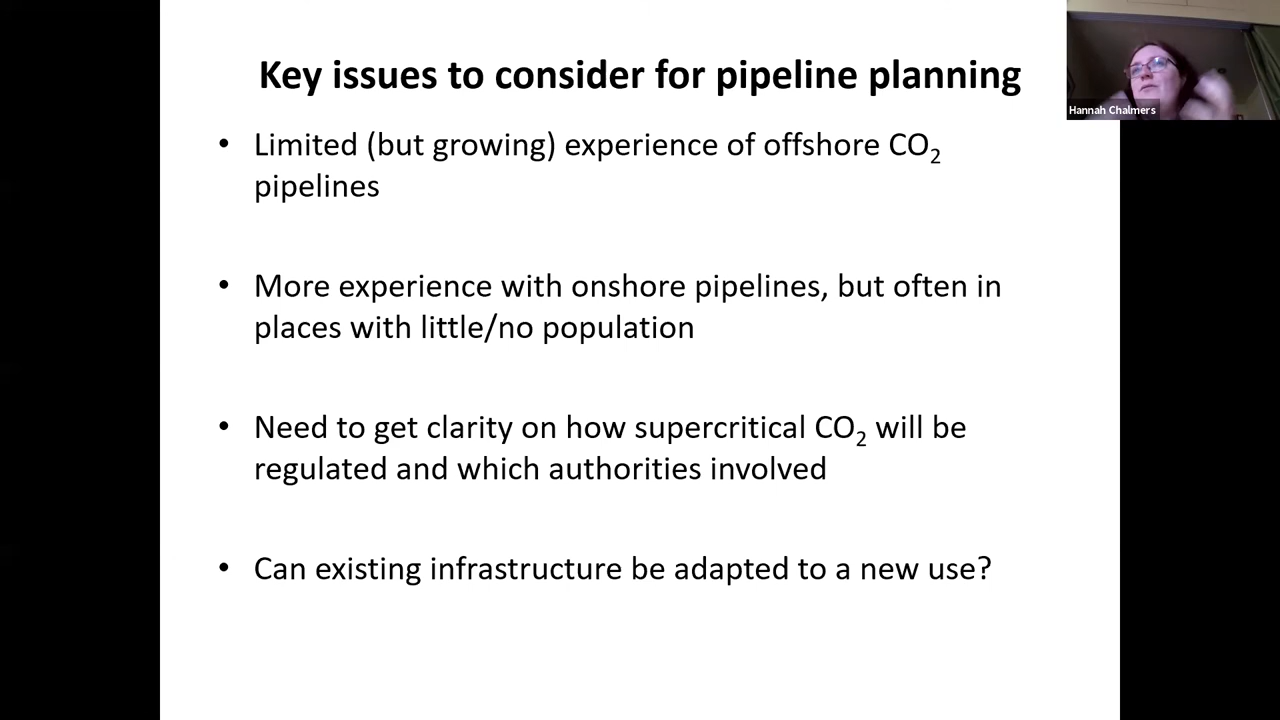 Key issues to consider for pipeline planning
Hannah Chalmers
• Limited (but growing) experience of offshore CO₂
pipelines
• More experience with onshore pipelines, but often in
places with little/no population
• Need to get clarity on how supercritical CO₂ will be
regulated and which authorities involved
• Can existing infrastructure be adapted to a new use?